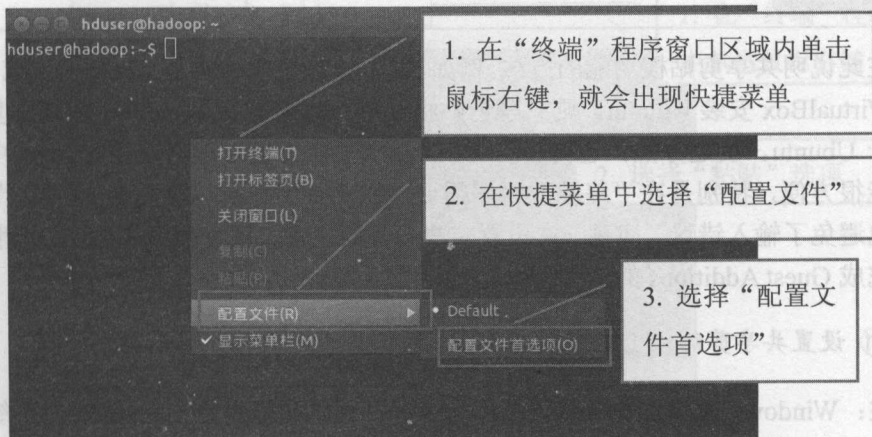 hduser@hadoop: ~
hduser@hadoop:~$
1. 在“终端”程序窗口区域内单击
鼠标右键，就会出现快捷菜单
打开终端(T)
打开标签页(B)
关闭窗口(L)
复制(C)
粘贴(P)
配置文件(R)
显示菜单栏(M)
2. 在快捷菜单中选择“配置文件”
Default
配置文件首选项(O)
3. 选择“配置文
件首选项”